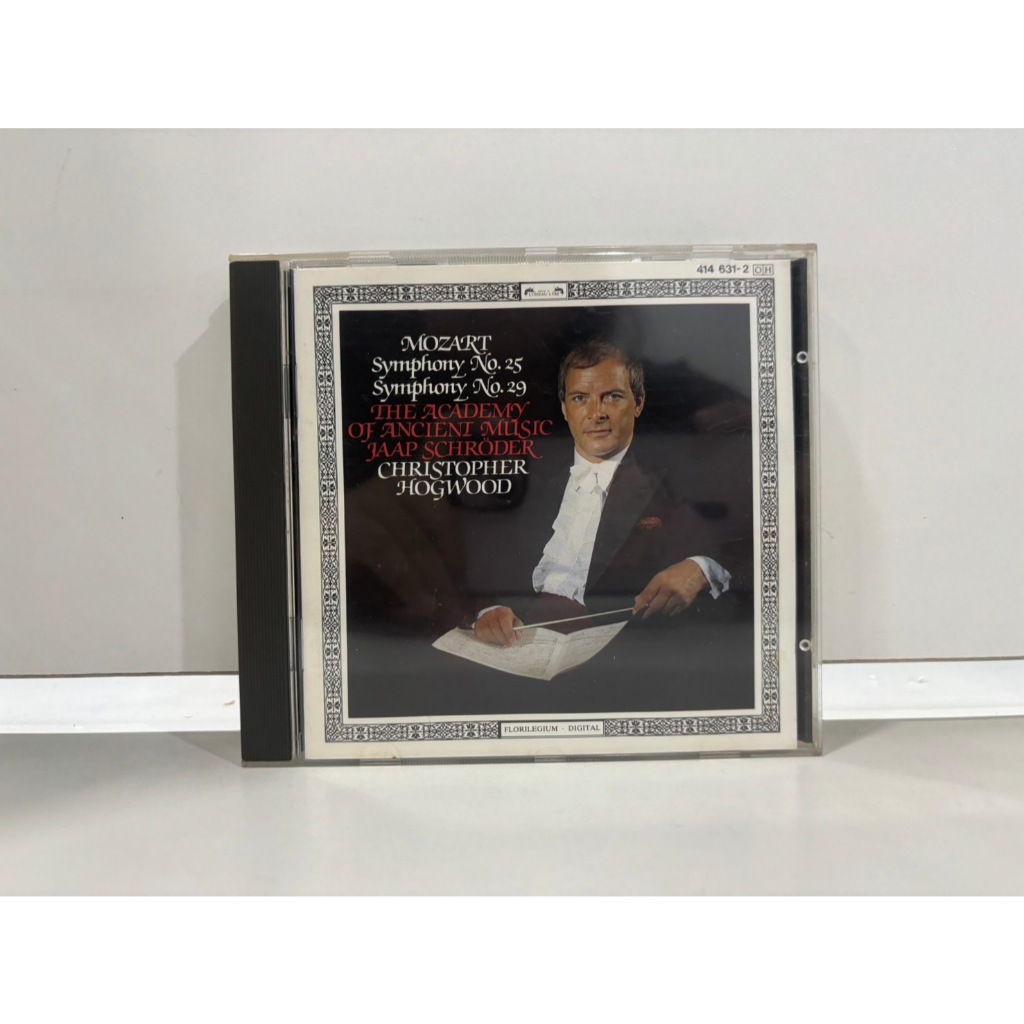 414 631-2 OH
MOZART
Symphony No. 25
Symphony No. 29
THE ACADEMY
OF ANCIENT MUSIC
JAAP SCHRÖDER
CHRISTOPHER
HOGWOOD
FLORILEGIUM · DIGITAL